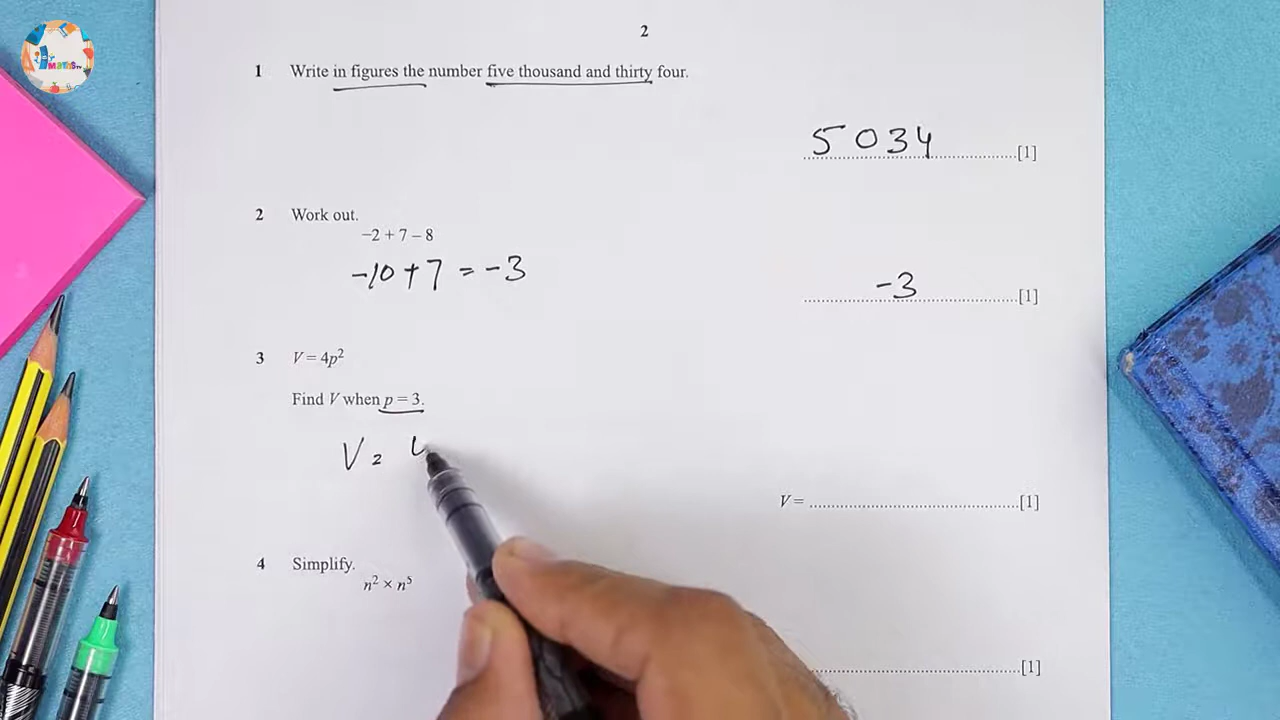 2
1 Write in figures the number five thousand and thirty four.
5034
[1]
2 Work out.
−2 + 7 – 8
-10+7 = -3
-3
[1]
3 V = 4p²
Find V when p = 3.
V =
V = [1]
4 Simplify.
n² × n⁵
[1]